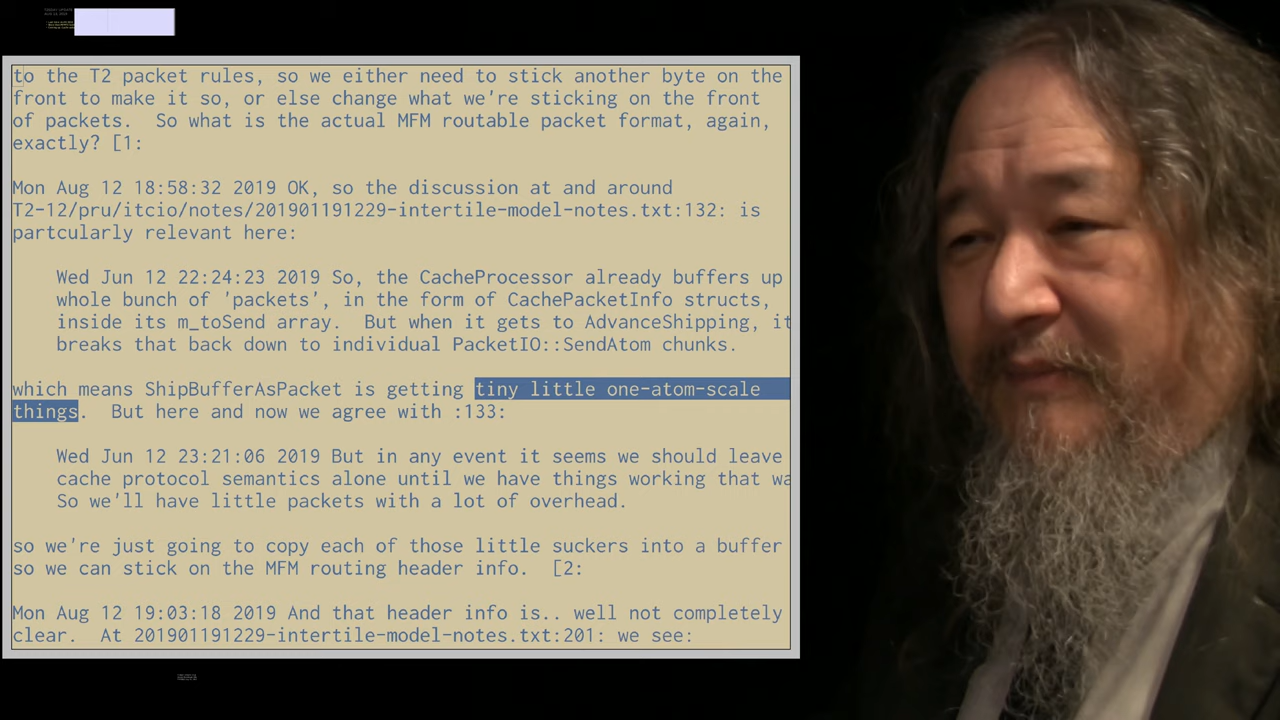 to the T2 packet rules, so we either need to stick another byte on the
front to make it so, or else change what we're sticking on the front
of packets.  So what is the actual MFM routable packet format, again,
exactly? [1:
Mon Aug 12 18:58:32 2019 OK, so the discussion at and around
T2-12/pru/itcio/notes/201901191229-intertile-model-notes.txt:132: is
partcularly relevant here:
Wed Jun 12 22:24:23 2019 So, the CacheProcessor already buffers up
whole bunch of 'packets', in the form of CachePacketInfo structs,
inside its m_toSend array.  But when it gets to AdvanceShipping, it
breaks that back down to individual PacketIO::SendAtom chunks.
which means ShipBufferAsPacket is getting tiny little one-atom-scale
things.  But here and now we agree with :133:
Wed Jun 12 23:21:06 2019 But in any event it seems we should leave
cache protocol semantics alone until we have things working that wa
So we'll have little packets with a lot of overhead.
so we're just going to copy each of those little suckers into a buffer
so we can stick on the MFM routing header info.  [2:
Mon Aug 12 19:03:18 2019 And that header info is.. well not completely
clear.  At 201901191229-intertile-model-notes.txt:201: we see: